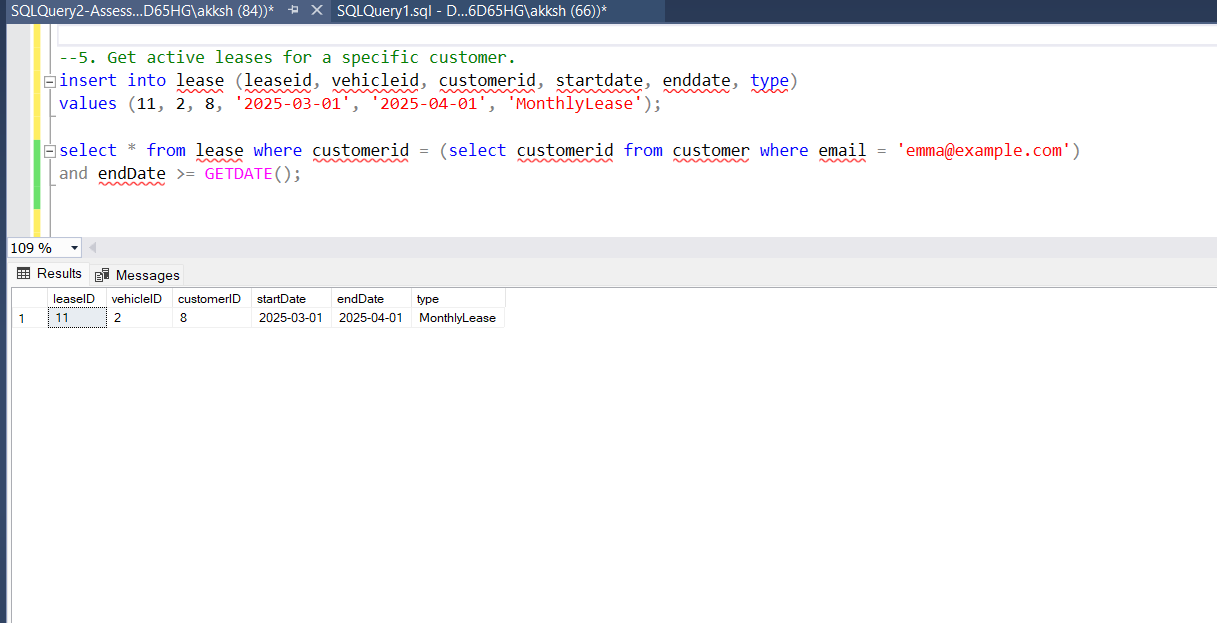 SQLQuery2-Assess...D65HG\akksh (84))* SQLQuery1.sql - D...6D65HG\akksh (66))*
--5. Get active leases for a specific customer.
insert into lease (leaseid, vehicleid, customerid, startdate, enddate, type)
values (11, 2, 8, '2025-03-01', '2025-04-01', 'MonthlyLease');
select * from lease where customerid = (select customerid from customer where email = 'emma@example.com')
and endDate >= GETDATE();
109 %
Results Messages
leaseID vehicleID customerID startDate endDate type
1 11 2 8 2025-03-01 2025-04-01 MonthlyLease